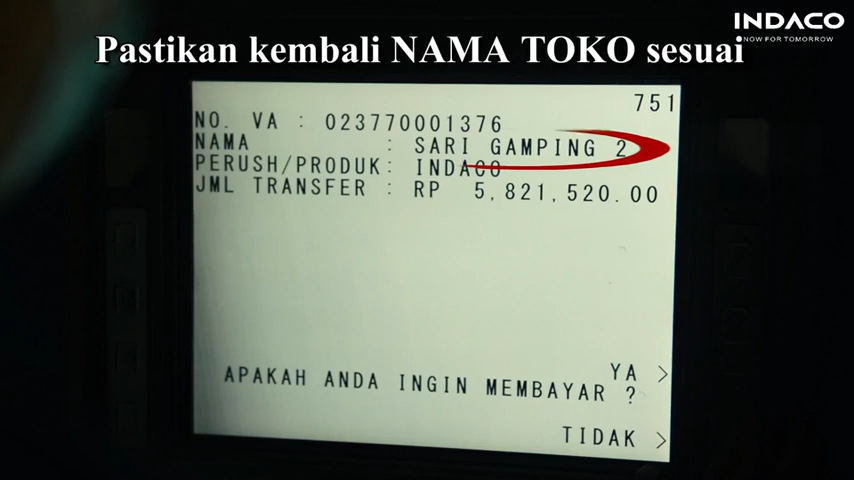 INDACO
NOW FOR TOMORROW
Pastikan kembali NAMA TOKO sesuai
751
NO. VA : 023770001376
NAMA : SARI GAMPING 2
PERUSH/PRODUK: INDACO
JML TRANSFER : RP 5,821,520.00
YA >
APAKAH ANDA INGIN MEMBAYAR ?
TIDAK >